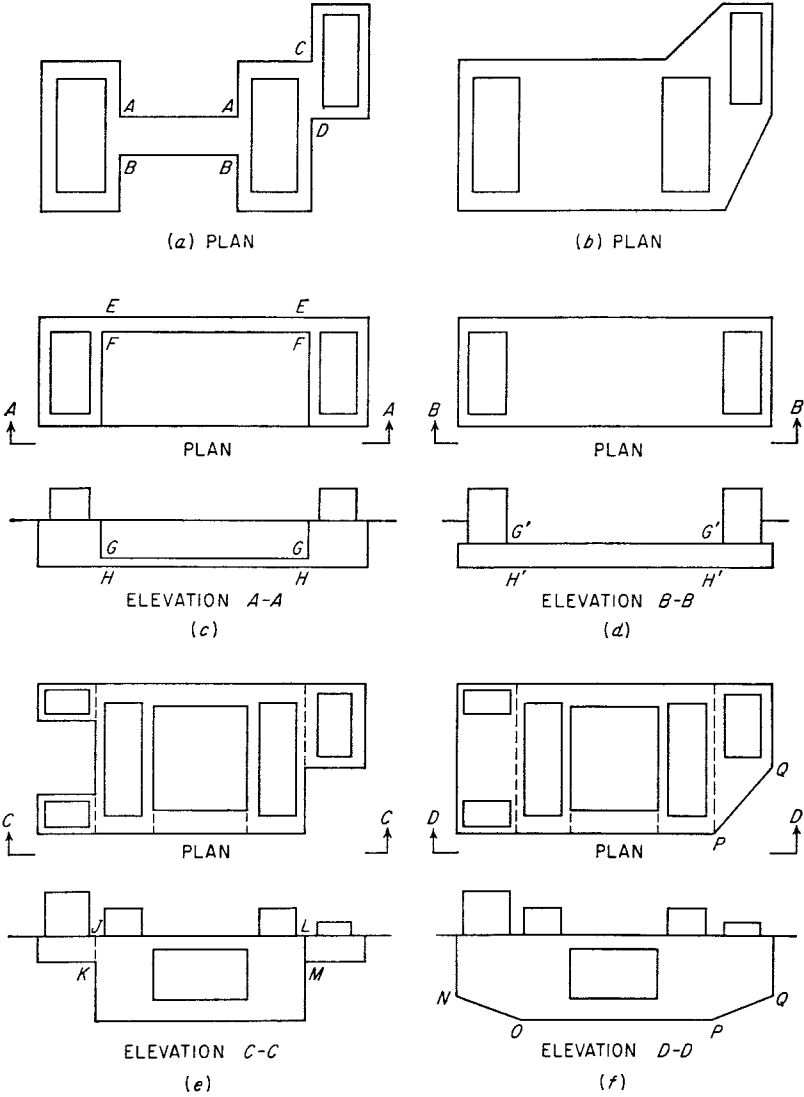 C
A A
D
B B
(a) PLAN (b) PLAN
E E
F F
A A B B
PLAN PLAN
G G G' G'
H H H' H'
ELEVATION A-A ELEVATION B-B
(c) (d)
Q
C C D D
PLAN PLAN P
J L
K M N Q
O P
ELEVATION C-C ELEVATION D-D
(e) (f)